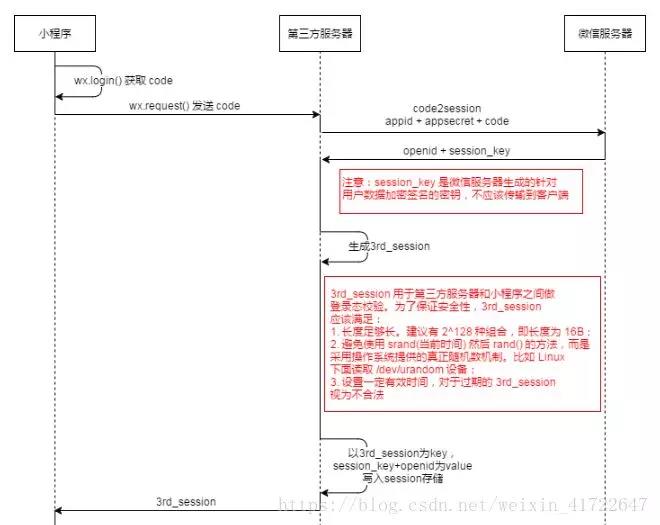 小程序
第三方服务器
微信服务器
wx.login() 获取 code
wx.request() 发送 code
code2session
appid + appsecret + code
openid + session_key
注意：session_key 是微信服务器生成的针对
用户数据加密签名的密钥，不应该传输到客户端
生成3rd_session
3rd_session 用于第三方服务器和小程序之间做
登录态校验。为了保证安全性，3rd_session
应该满足：
1. 长度足够长。建议有 2^128 种组合，即长度为 16B；
2. 避免使用 srand(当前时间) 然后 rand() 的方法，而是
采用操作系统提供的真正随机数机制。比如 Linux
下面读取 /dev/urandom 设备；
3. 设置一定有效时间，对于过期的 3rd_session
视为不合法
以3rd_session为key，
session_key+openid为value
写入session存储
3rd_session
https://blog.csdn.net/weixin_41722647